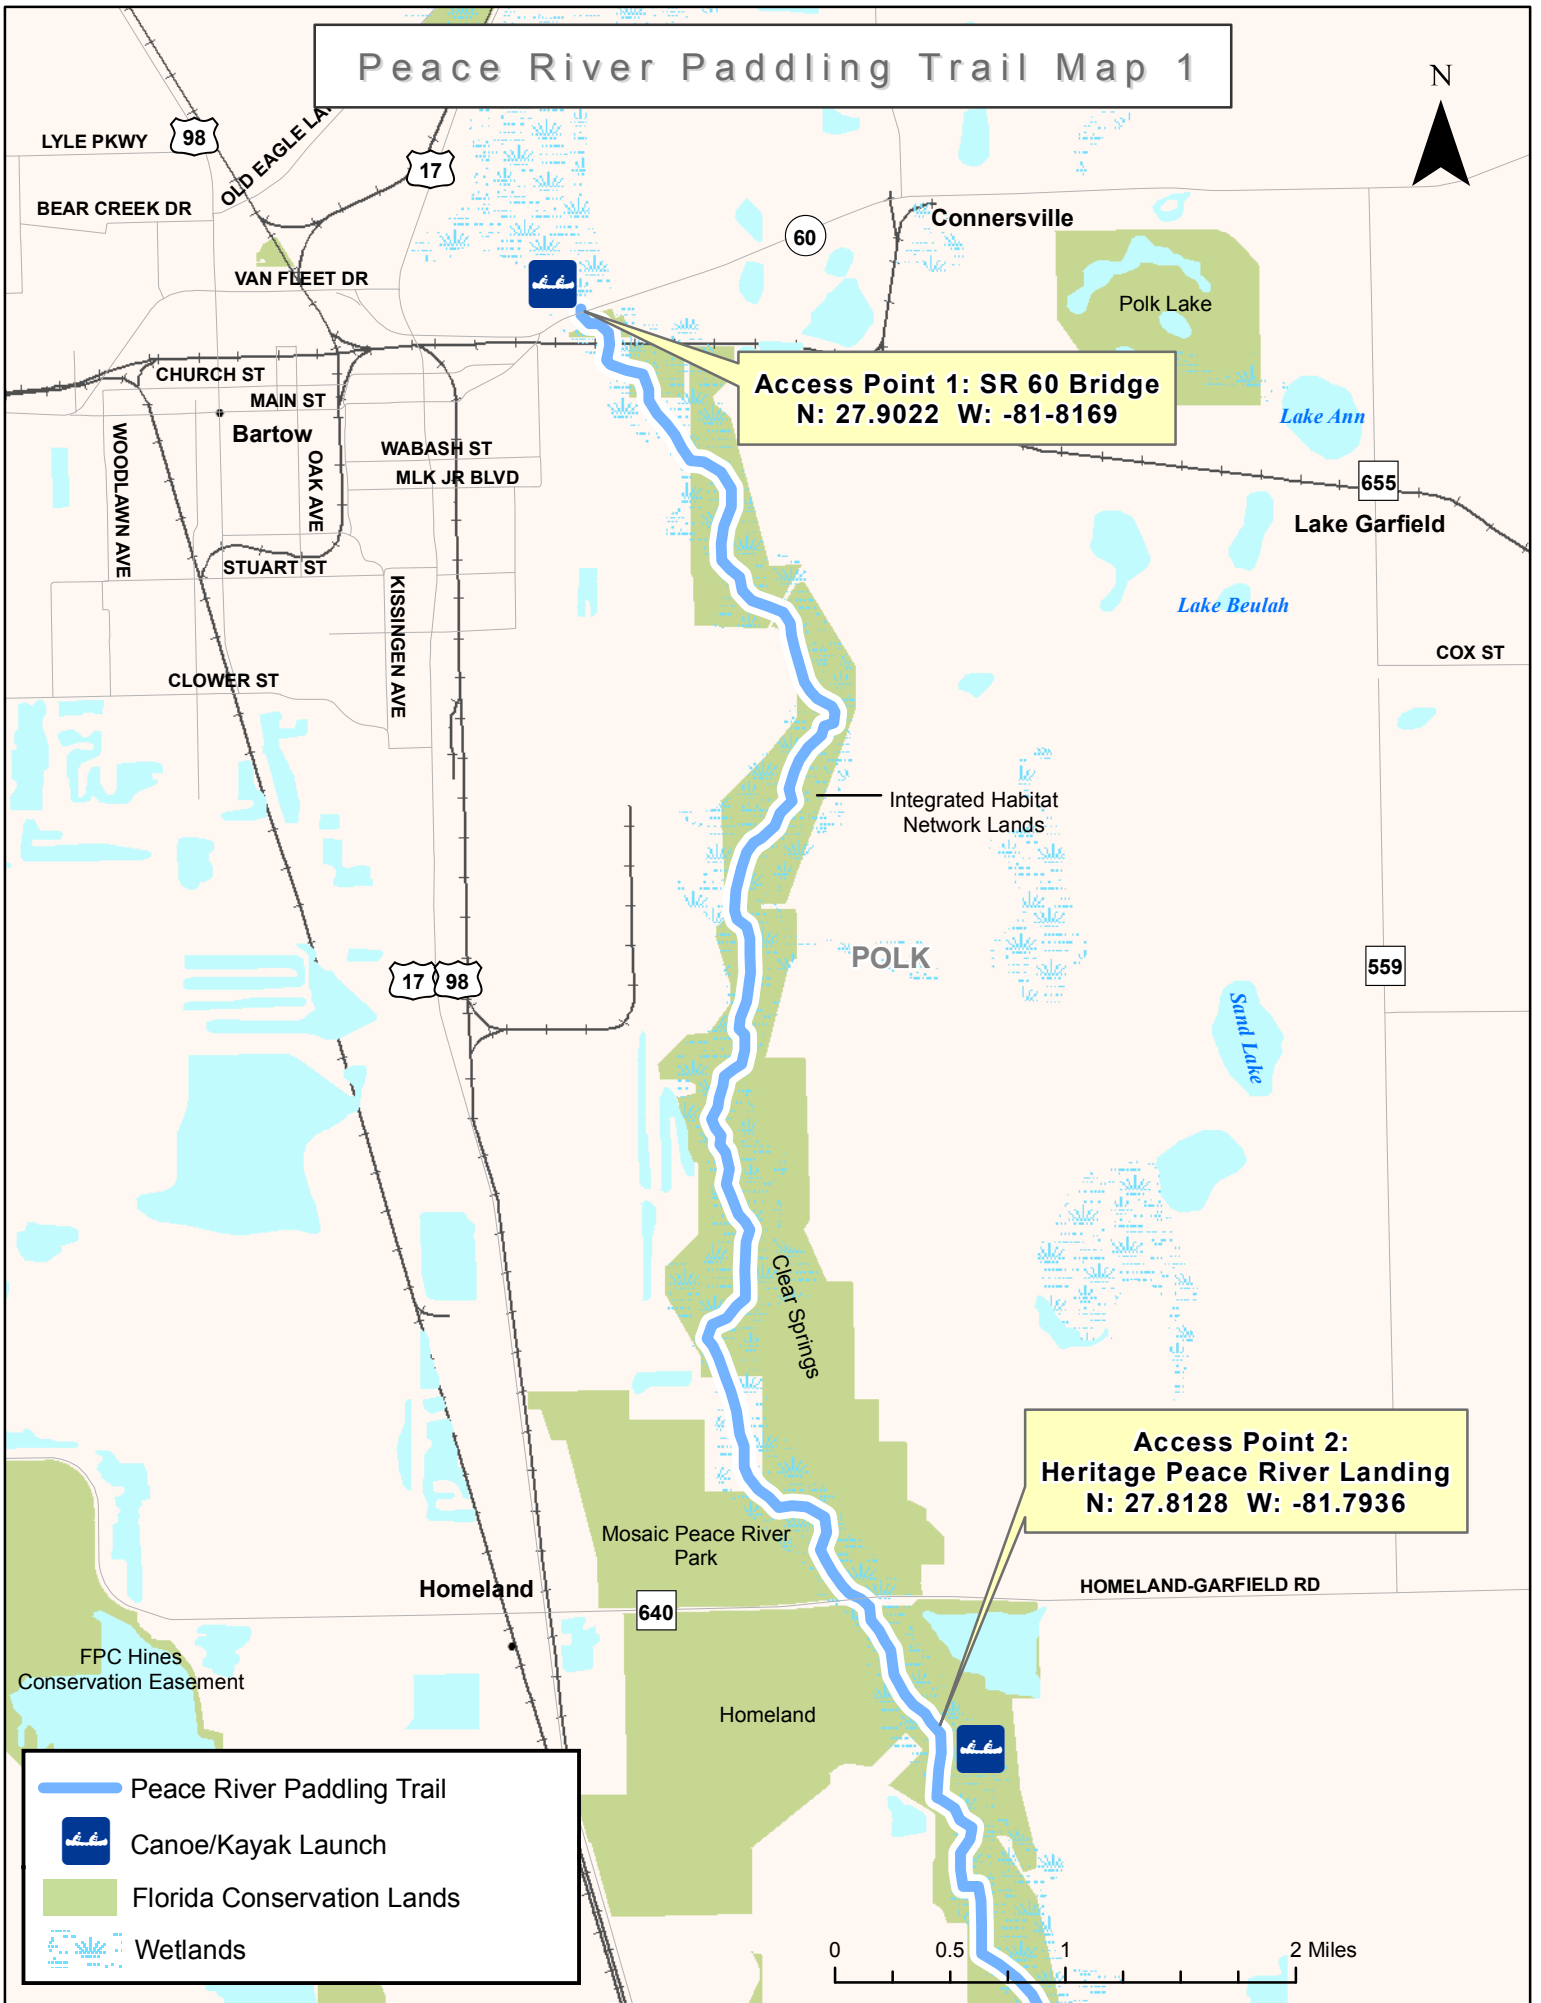 Peace River Paddling Trail Map 1
N
LYLE PKWY
98
17
BEAR CREEK DR
60
Connersville
VAN FLEET DR
Polk Lake
Access Point 1: SR 60 Bridge
N: 27.9022  W: -81-8169
CHURCH ST
MAIN ST
Bartow
Lake Ann
WOODLAWN AVE
OAK AVE
WABASH ST
MLK JR BLVD
655
Lake Garfield
STUART ST
KISSINGEN AVE
Lake Beulah
COX ST
CLOWER ST
Integrated Habitat
Network Lands
POLK
17
98
559
Sand Lake
Clear Springs
Access Point 2:
Heritage Peace River Landing
N: 27.8128  W: -81.7936
Mosaic Peace River
Park
Homeland
640
HOMELAND-GARFIELD RD
FPC Hines
Conservation Easement
Homeland
Peace River Paddling Trail
Canoe/Kayak Launch
Florida Conservation Lands
Wetlands
0
0.5
1
2 Miles
OLD EAGLE